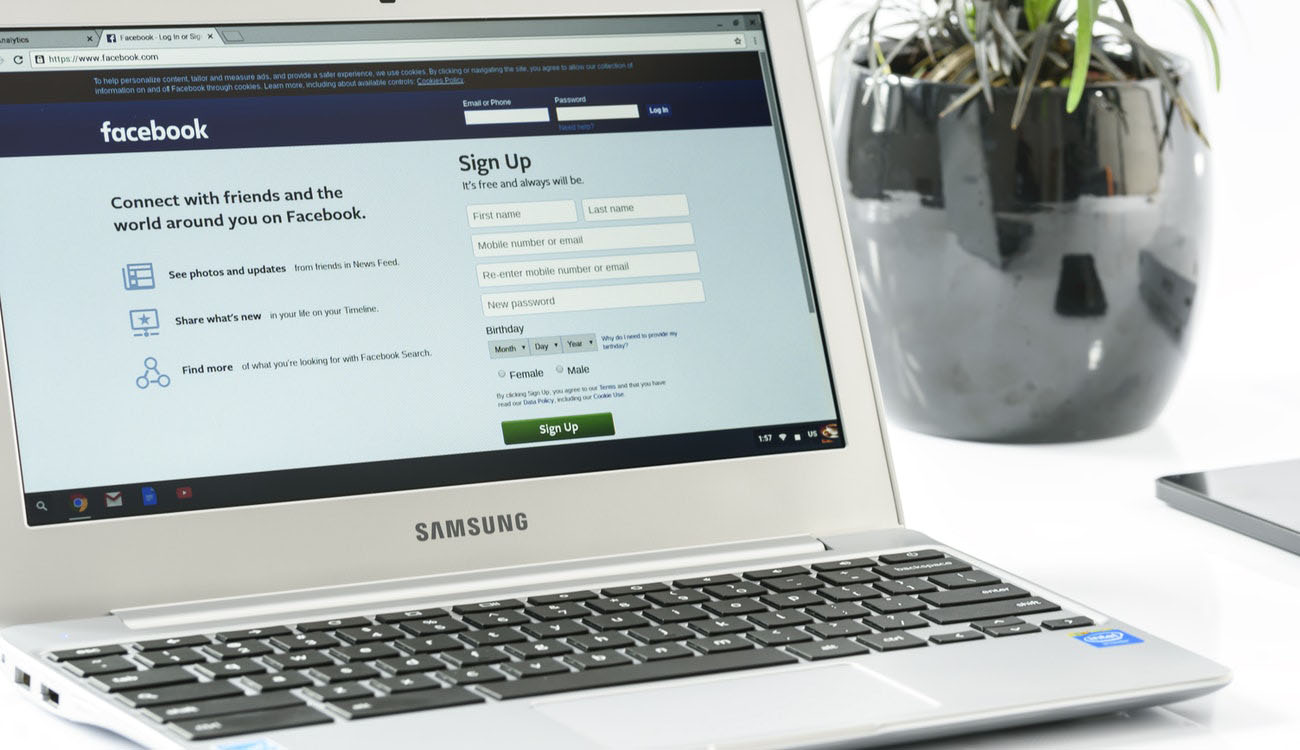 nalytics
Facebook - Log In or Sig
https://www.facebook.com
To help personalize content, tailor and measure ads, and provide a safer experience, we use cookies. By clicking or navigating the site, you agree to allow our collection of
information on and off Facebook through cookies. Learn more, including about available controls: Cookies Policy.
facebook
Email or Phone
Password
Log In
Need help?
Connect with friends and the
world around you on Facebook.
See photos and updates from friends in News Feed.
Share what's new in your life on your Timeline.
Find more of what you're looking for with Facebook Search.
Sign Up
It's free and always will be.
First name
Last name
Mobile number or email
Re-enter mobile number or email
New password
Birthday
Month Day Year
Why do I need to provide my
birthday?
Female Male
By clicking Sign Up, you agree to our Terms and that you have
read our Data Policy, including our Cookie Use.
Sign Up
1:57
US
SAMSUNG
backspace
enter
shift
esc
tab
ctrl
alt
alt
intel